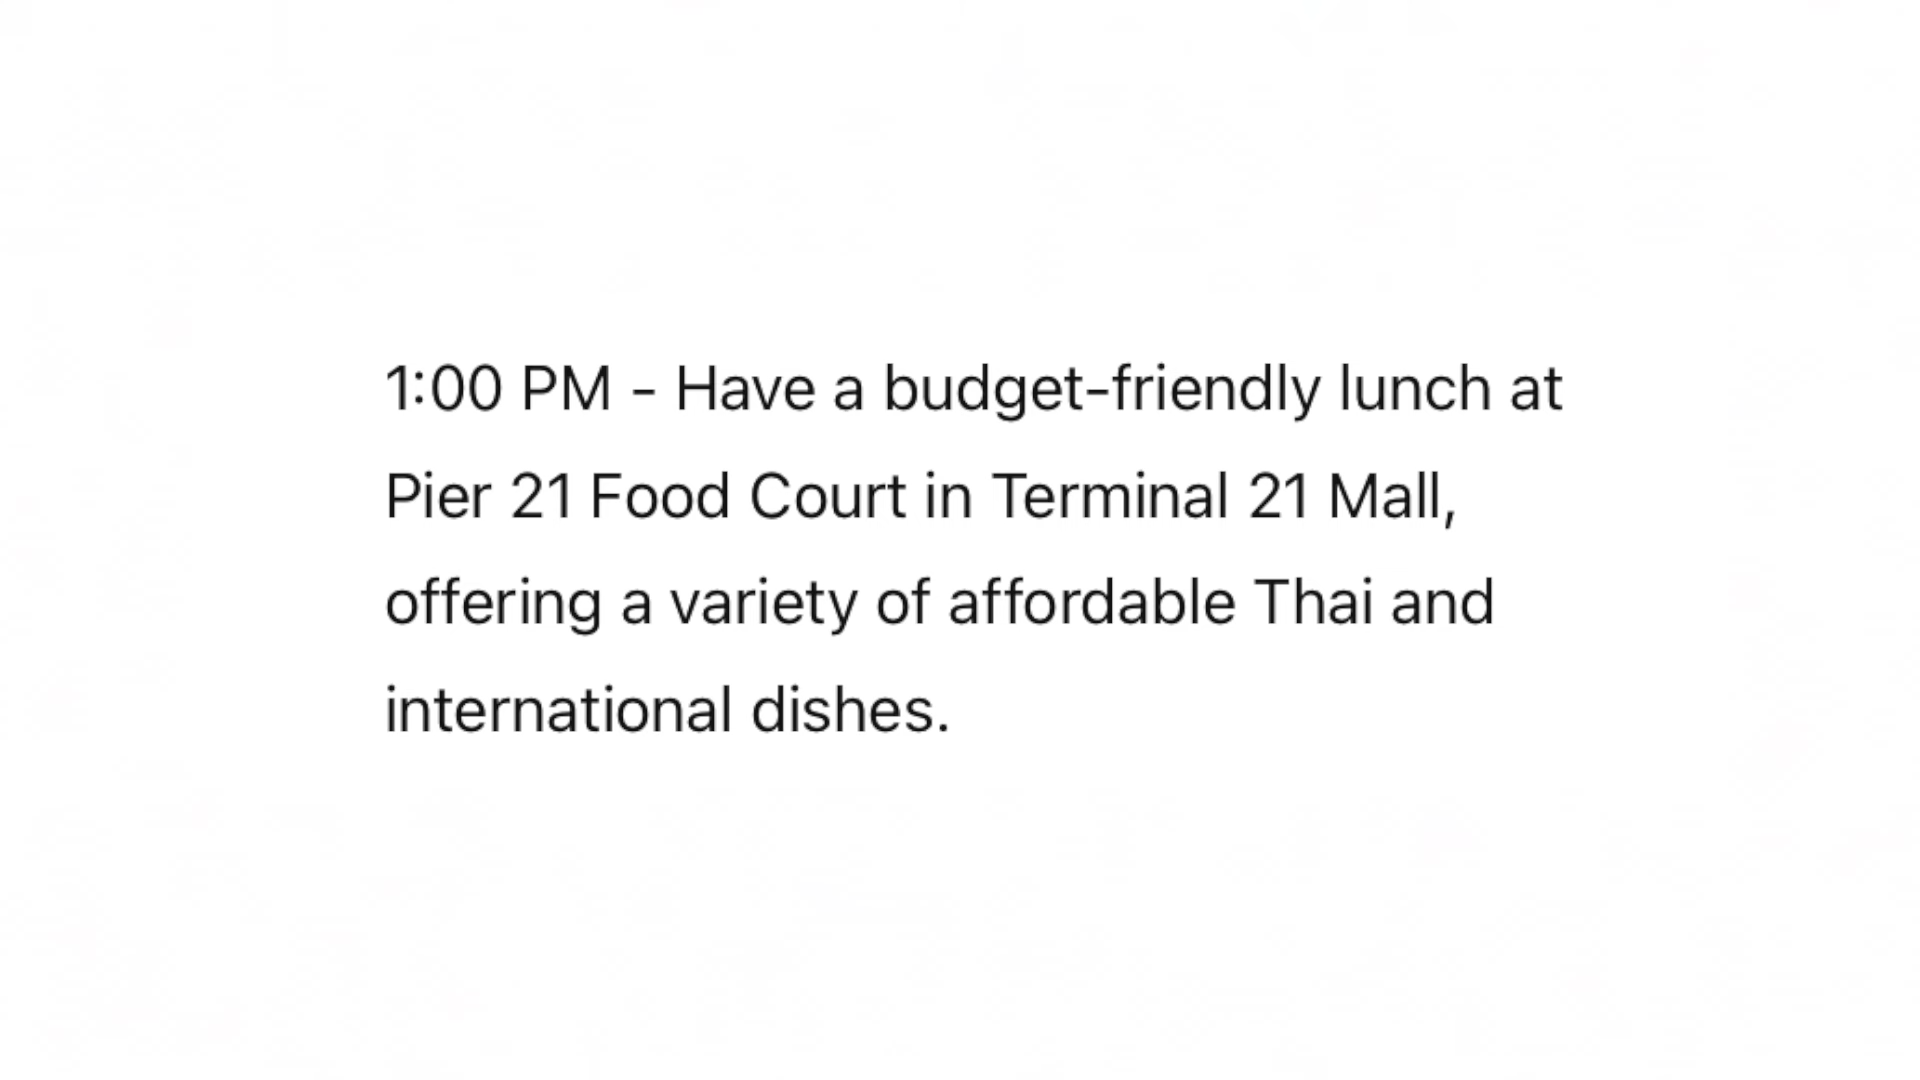 1:00 PM - Have a budget-friendly lunch at
Pier 21 Food Court in Terminal 21 Mall,
offering a variety of affordable Thai and
international dishes.